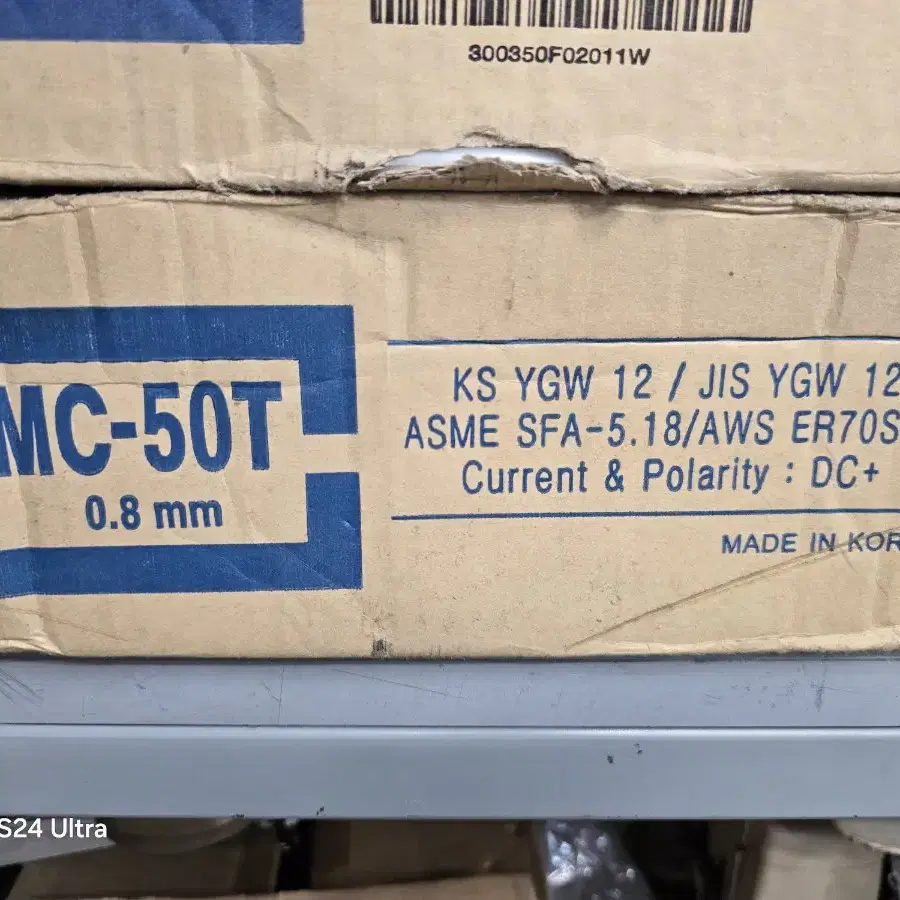 300350F02011W
MC-50T
0.8 mm
KS YGW 12 / JIS YGW 12
ASME SFA-5.18/AWS ER70S
Current & Polarity : DC+
MADE IN KOR
S24 Ultra